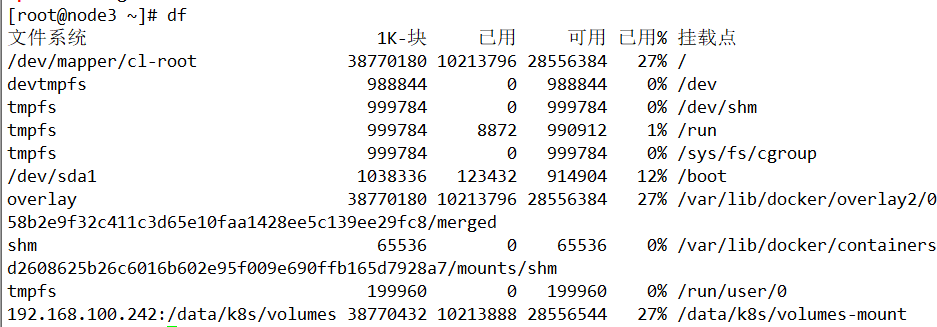 [root@node3 ~]# df
文件系统 1K-块 已用 可用 已用% 挂载点
/dev/mapper/cl-root 38770180 10213796 28556384 27% /
devtmpfs 988844 0 988844 0% /dev
tmpfs 999784 0 999784 0% /dev/shm
tmpfs 999784 8872 990912 1% /run
tmpfs 999784 0 999784 0% /sys/fs/cgroup
/dev/sda1 1038336 123432 914904 12% /boot
overlay 38770180 10213796 28556384 27% /var/lib/docker/overlay2/0
58b2e9f32c411c3d65e10faa1428ee5c139ee29fc8/merged
shm 65536 0 65536 0% /var/lib/docker/containers
d2608625b26c6016b602e95f009e690ffb165d7928a7/mounts/shm
tmpfs 199960 0 199960 0% /run/user/0
192.168.100.242:/data/k8s/volumes 38770432 10213888 28556544 27% /data/k8s/volumes-mount